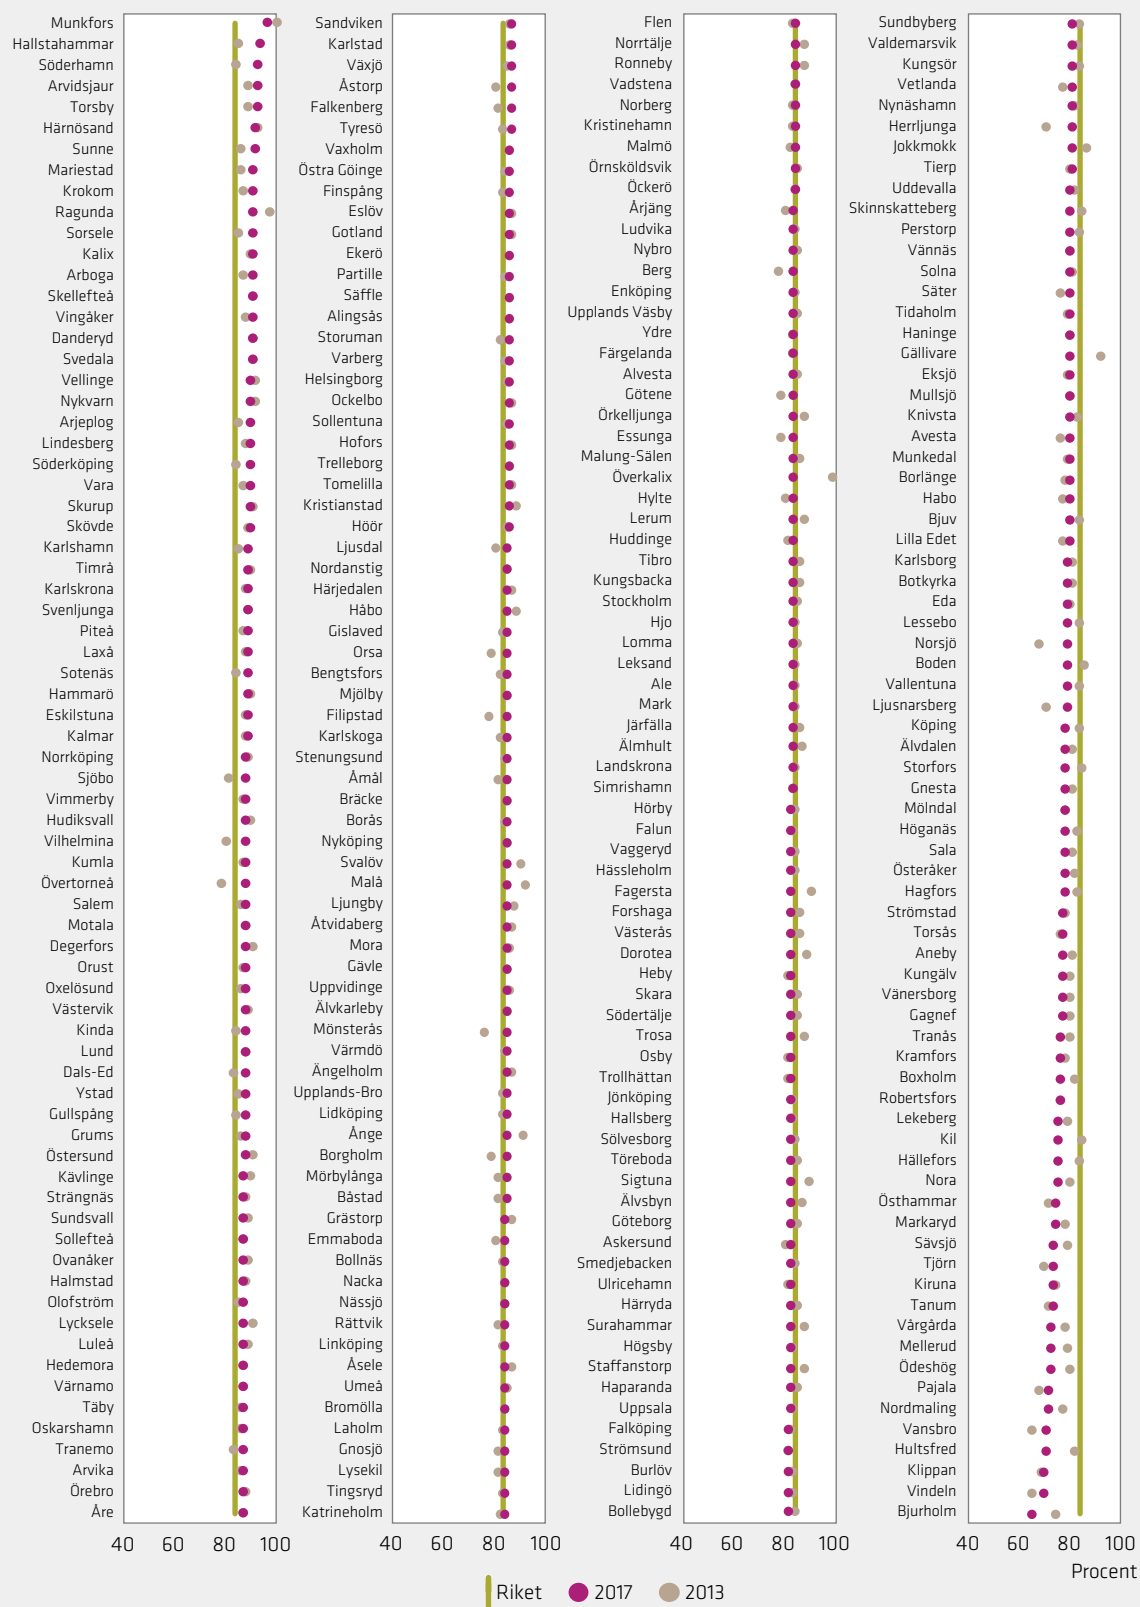 Munkfors
Hallstahammar
Söderhamn
Arvidsjaur
Torsby
Härnösand
Sunne
Mariestad
Krokom
Ragunda
Sorsele
Kalix
Arboga
Skellefteå
Vingåker
Danderyd
Svedala
Vellinge
Nykvarn
Arjeplog
Lindesberg
Söderköping
Vara
Skurup
Skövde
Karlshamn
Timrå
Karlskrona
Svenljunga
Piteå
Laxå
Sotenäs
Hammarö
Eskilstuna
Kalmar
Norrköping
Sjöbo
Vimmerby
Hudiksvall
Vilhelmina
Kumla
Övertorneå
Salem
Motala
Degerfors
Orust
Oxelösund
Västervik
Kinda
Lund
Dals-Ed
Ystad
Gullspång
Grums
Östersund
Kävlinge
Strängnäs
Sundsvall
Sollefteå
Ovanåker
Halmstad
Olofström
Lycksele
Luleå
Hedemora
Värnamo
Täby
Oskarshamn
Tranemo
Arvika
Örebro
Åre
40 60 80 100
Sandviken
Karlstad
Växjö
Åstorp
Falkenberg
Tyresö
Vaxholm
Östra Göinge
Finspång
Eslöv
Gotland
Ekerö
Partille
Säffle
Alingsås
Storuman
Varberg
Helsingborg
Ockelbo
Sollentuna
Hofors
Trelleborg
Tomelilla
Kristianstad
Höör
Ljusdal
Nordanstig
Härjedalen
Håbo
Gislaved
Orsa
Bengtsfors
Mjölby
Filipstad
Karlskoga
Stenungsund
Åmål
Bräcke
Borås
Nyköping
Svalöv
Malå
Ljungby
Åtvidaberg
Mora
Gävle
Uppvidinge
Älvkarleby
Mönsterås
Värmdö
Ängelholm
Upplands-Bro
Lidköping
Ånge
Borgholm
Mörbylånga
Båstad
Grästorp
Emmaboda
Bollnäs
Nacka
Nässjö
Rättvik
Linköping
Åsele
Umeå
Bromölla
Laholm
Gnosjö
Lysekil
Tingsryd
Katrineholm
40 60 80 100
Flen
Norrtälje
Ronneby
Vadstena
Norberg
Kristinehamn
Malmö
Örnsköldsvik
Öckerö
Årjäng
Ludvika
Nybro
Berg
Enköping
Upplands Väsby
Ydre
Färgelanda
Alvesta
Götene
Örkelljunga
Essunga
Malung-Sälen
Överkalix
Hylte
Lerum
Huddinge
Tibro
Kungsbacka
Stockholm
Hjo
Lomma
Leksand
Ale
Mark
Järfälla
Älmhult
Landskrona
Simrishamn
Hörby
Falun
Vaggeryd
Hässleholm
Fagersta
Forshaga
Västerås
Dorotea
Heby
Skara
Södertälje
Trosa
Osby
Trollhättan
Jönköping
Hallsberg
Sölvesborg
Töreboda
Sigtuna
Älvsbyn
Göteborg
Askersund
Smedjebacken
Ulricehamn
Härryda
Surahammar
Högsby
Staffanstorp
Haparanda
Uppsala
Falköping
Strömsund
Burlöv
Lidingö
Bollebygd
40 60 80 100
Sundbyberg
Valdemarsvik
Kungsör
Vetlanda
Nynäshamn
Herrljunga
Jokkmokk
Tierp
Uddevalla
Skinnskatteberg
Perstorp
Vännäs
Solna
Säter
Tidaholm
Haninge
Gällivare
Eksjö
Mullsjö
Knivsta
Avesta
Munkedal
Borlänge
Habo
Bjuv
Lilla Edet
Karlsborg
Botkyrka
Eda
Lessebo
Norsjö
Boden
Vallentuna
Ljusnarsberg
Köping
Älvdalen
Storfors
Gnesta
Mölndal
Höganäs
Sala
Österåker
Hagfors
Strömstad
Torsås
Aneby
Kungälv
Vänersborg
Gagnef
Tranås
Kramfors
Boxholm
Robertsfors
Lekeberg
Kil
Hällefors
Nora
Östhammar
Markaryd
Sävsjö
Tjörn
Kiruna
Tanum
Vårgårda
Mellerud
Ödeshög
Pajala
Nordmaling
Vansbro
Hultsfred
Klippan
Vindeln
Bjurholm
40 60 80 100
Procent
Riket 2017 2013